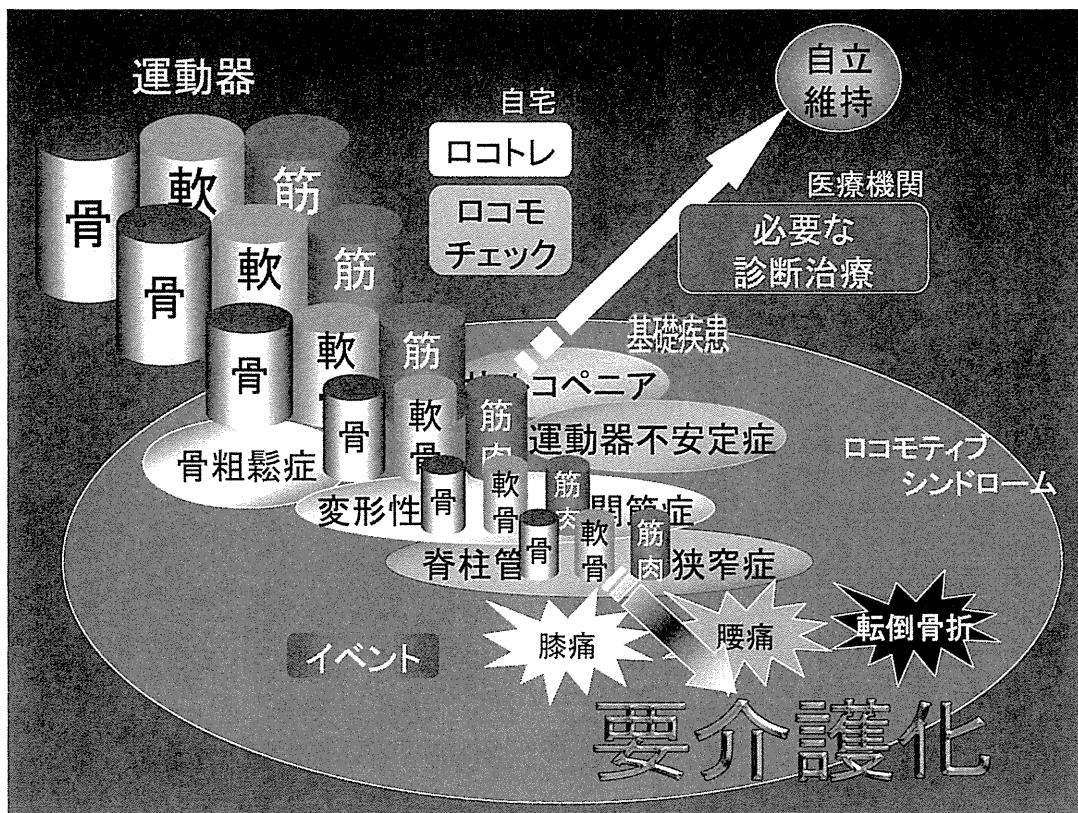 運動器
自立
維持
自宅
ロコトレ
ロコモ
チェック
医療機関
必要な
診断治療
骨 軟 筋
骨 軟 筋
骨 軟 筋
骨 軟骨 筋肉
骨 軟骨 筋肉
骨 軟骨 筋肉
基礎疾患
コペニア
運動器不安定症
骨粗鬆症
変形性 関節症
脊柱管 狭窄症
ロコモティブ
シンドローム
イベント
膝痛
腰痛
転倒骨折
要介護化